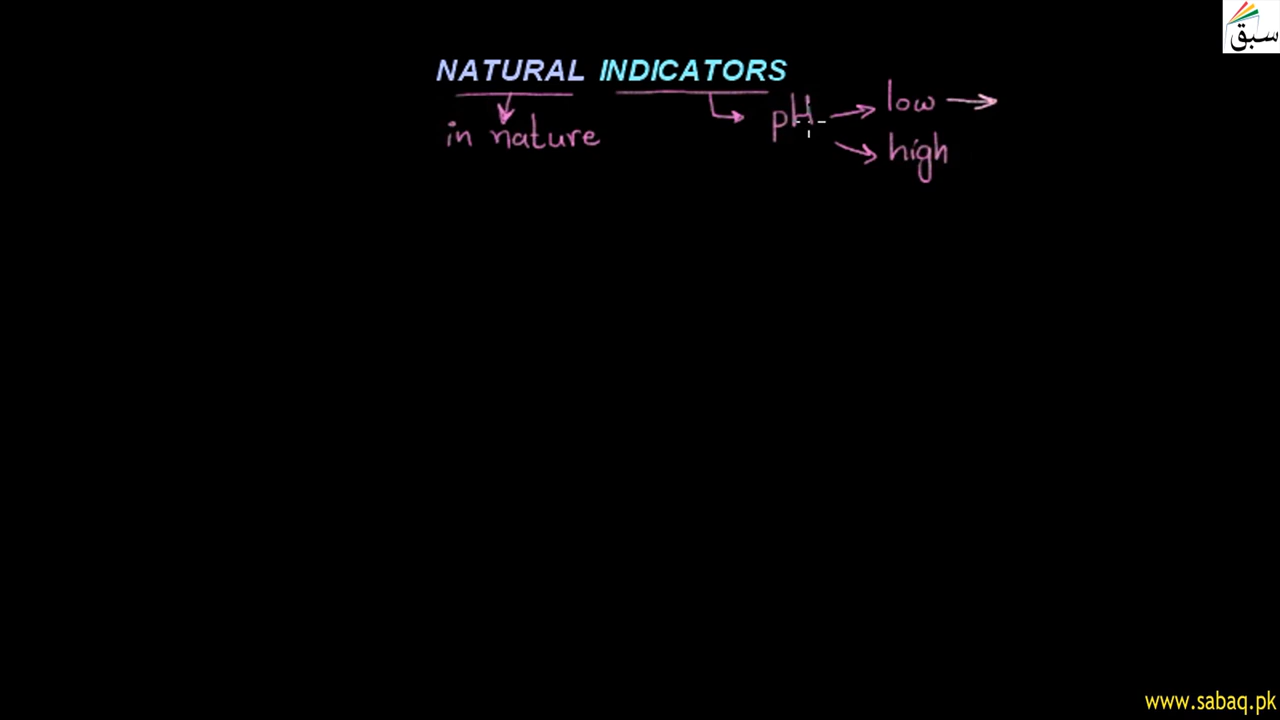 سبق
NATURAL INDICATORS
in nature
pH
low
high
www.sabaq.pk